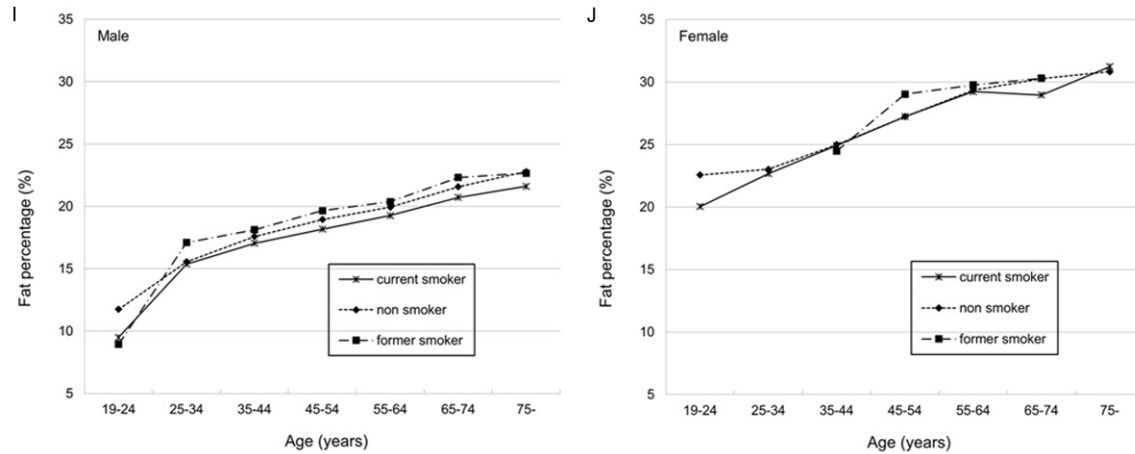 I
Male
Fat percentage (%)
35
30
25
20
15
10
5
current smoker
non smoker
former smoker
19-24 25-34 35-44 45-54 55-64 65-74 75-
Age (years)
J
Female
Fat percentage (%)
35
30
25
20
15
10
5
current smoker
non smoker
former smoker
19-24 25-34 35-44 45-54 55-64 65-74 75-
Age (years)